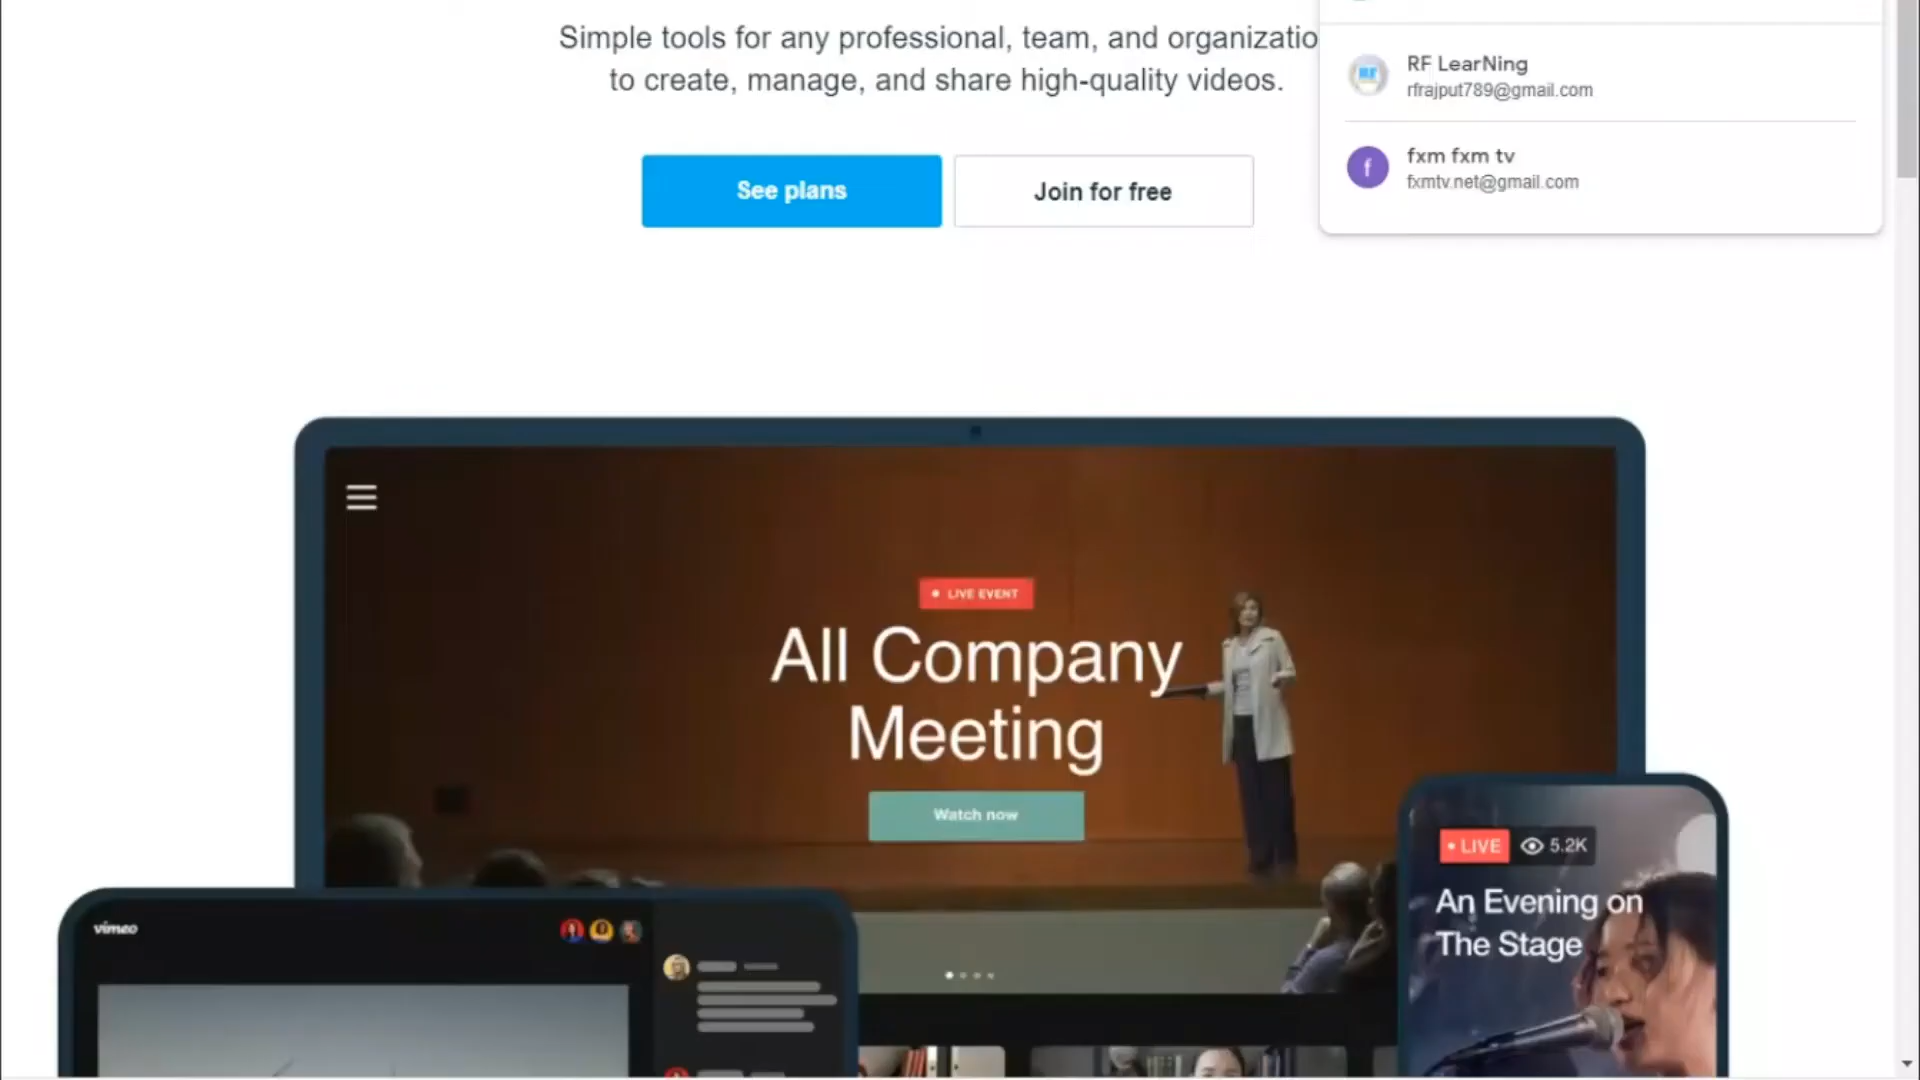 Simple tools for any professional, team, and organizatio
to create, manage, and share high-quality videos.
See plans
Join for free
RF LearNing
rfrajput789@gmail.com
f
fxm fxm tv
fxmtv.net@gmail.com
LIVE EVENT
All Company
Meeting
Watch now
LIVE 5.2K
An Evening on
The Stage
vimeo